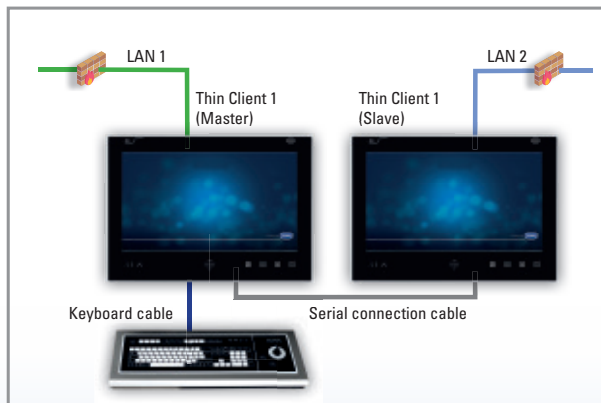 LAN 1
LAN 2
Thin Client 1
(Master)
Thin Client 1
(Slave)
Keyboard cable
Serial connection cable